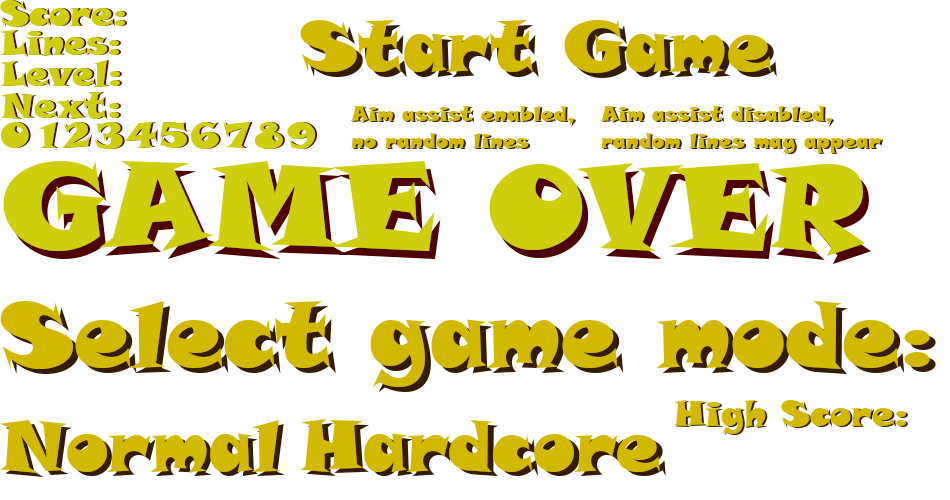 Score:
Lines:
Level:
Next:
0123456789
Start Game
Aim assist enabled,
no random lines
Aim assist disabled,
random lines may appear
GAME OVER
Select game mode:
Normal Hardcore
High Score: